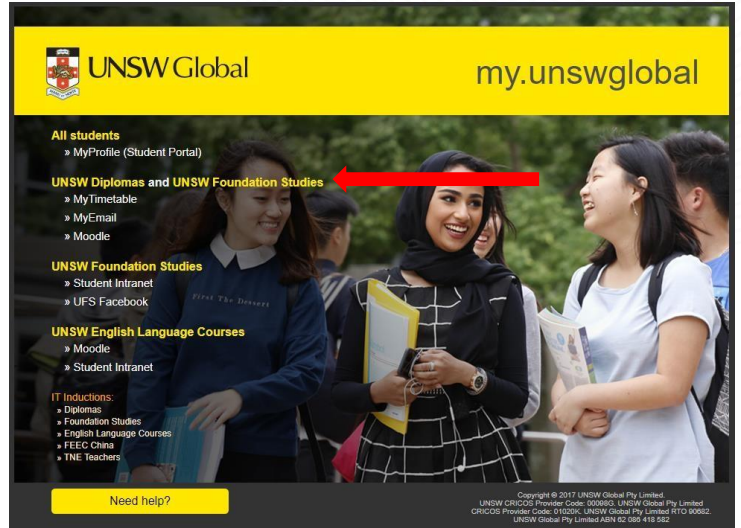 UNSW Global
my.unswglobal
All students
» MyProfile (Student Portal)
UNSW Diplomas and UNSW Foundation Studies
» MyTimetable
» MyEmail
» Moodle
UNSW Foundation Studies
» Student Intranet
» UFS Facebook
UNSW English Language Courses
» Moodle
» Student Intranet
IT Inductions:
» Diplomas
» Foundation Studies
» English Language Courses
» FEEC China
» TNE Teachers
First The Dessert
Need help?
Copyright © 2017 UNSW Global Pty Limited.
UNSW CRICOS Provider Code: 00098G. UNSW Global Pty Limited
CRICOS Provider Code: 01020K. UNSW Global Pty Limited RTO 90682.
UNSW Global Pty Limited ABN 62 086 418 582